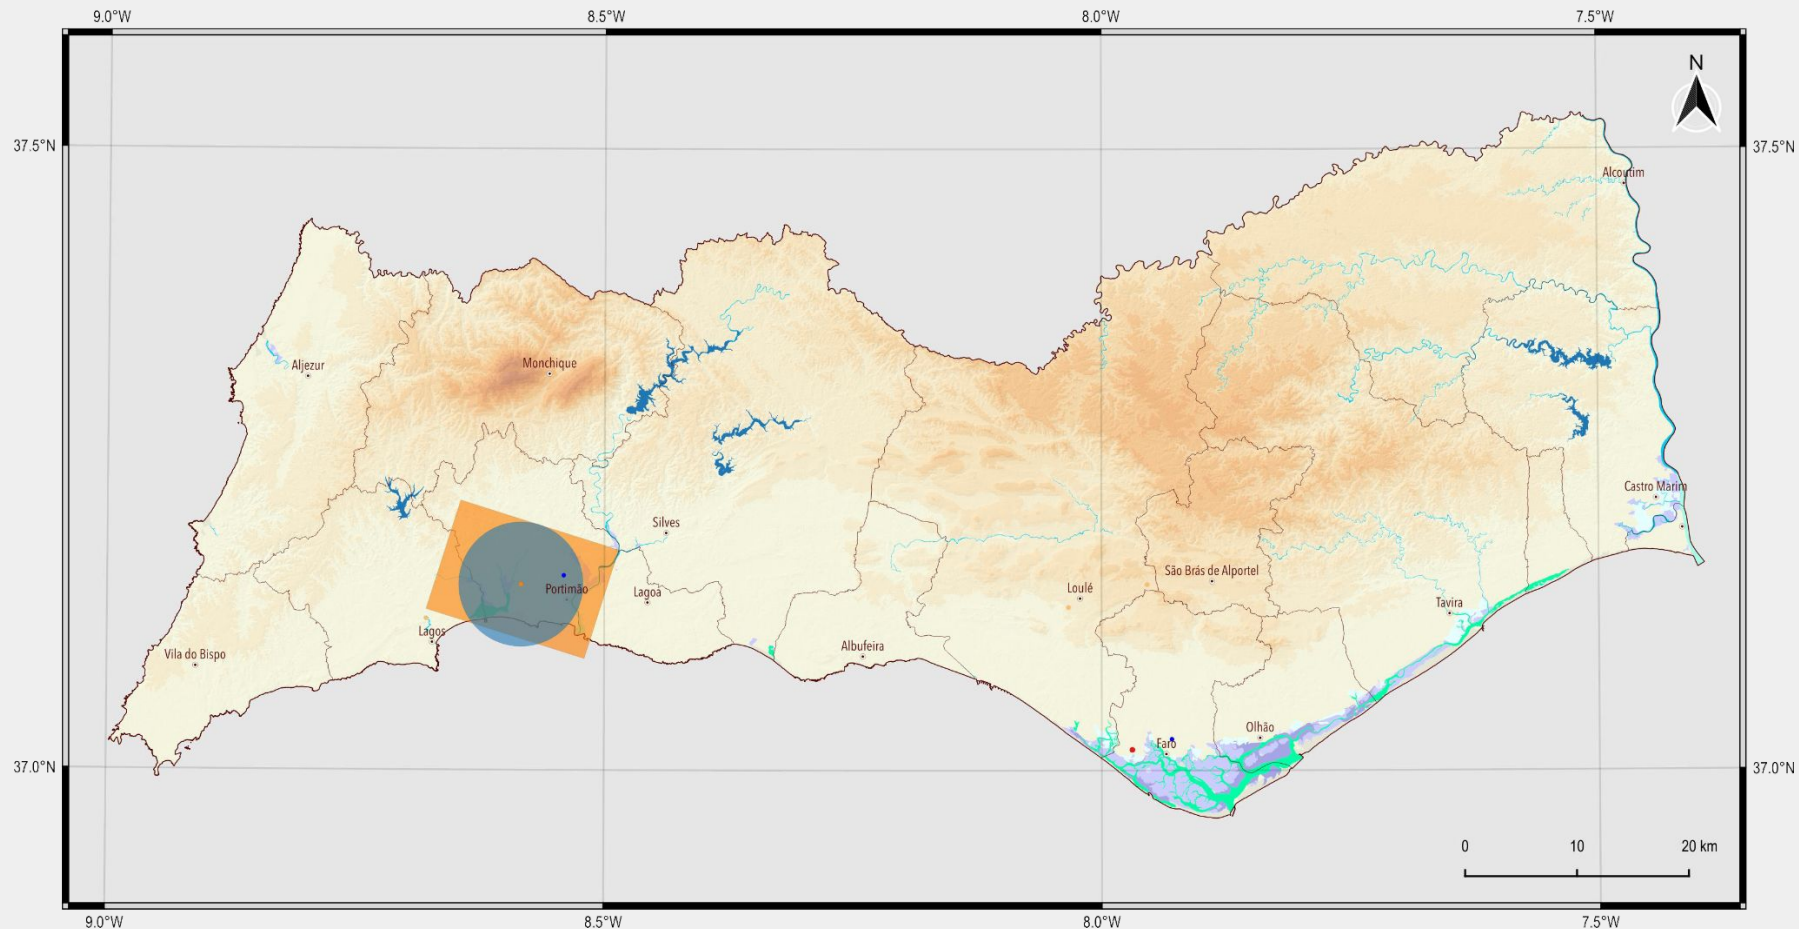 9.0°W
8.5°W
8.0°W
7.5°W
N
37.5°N
37.5°N
Alcoutim
Aljezur
Monchique
Castro Marim
Silves
São Brás de Alportel
Portimão
Lagoa
Loulé
Tavira
Lagos
Vila do Bispo
Albufeira
Olhão
Faro
37.0°N
37.0°N
0
10
20 km
9.0°W
8.5°W
8.0°W
7.5°W